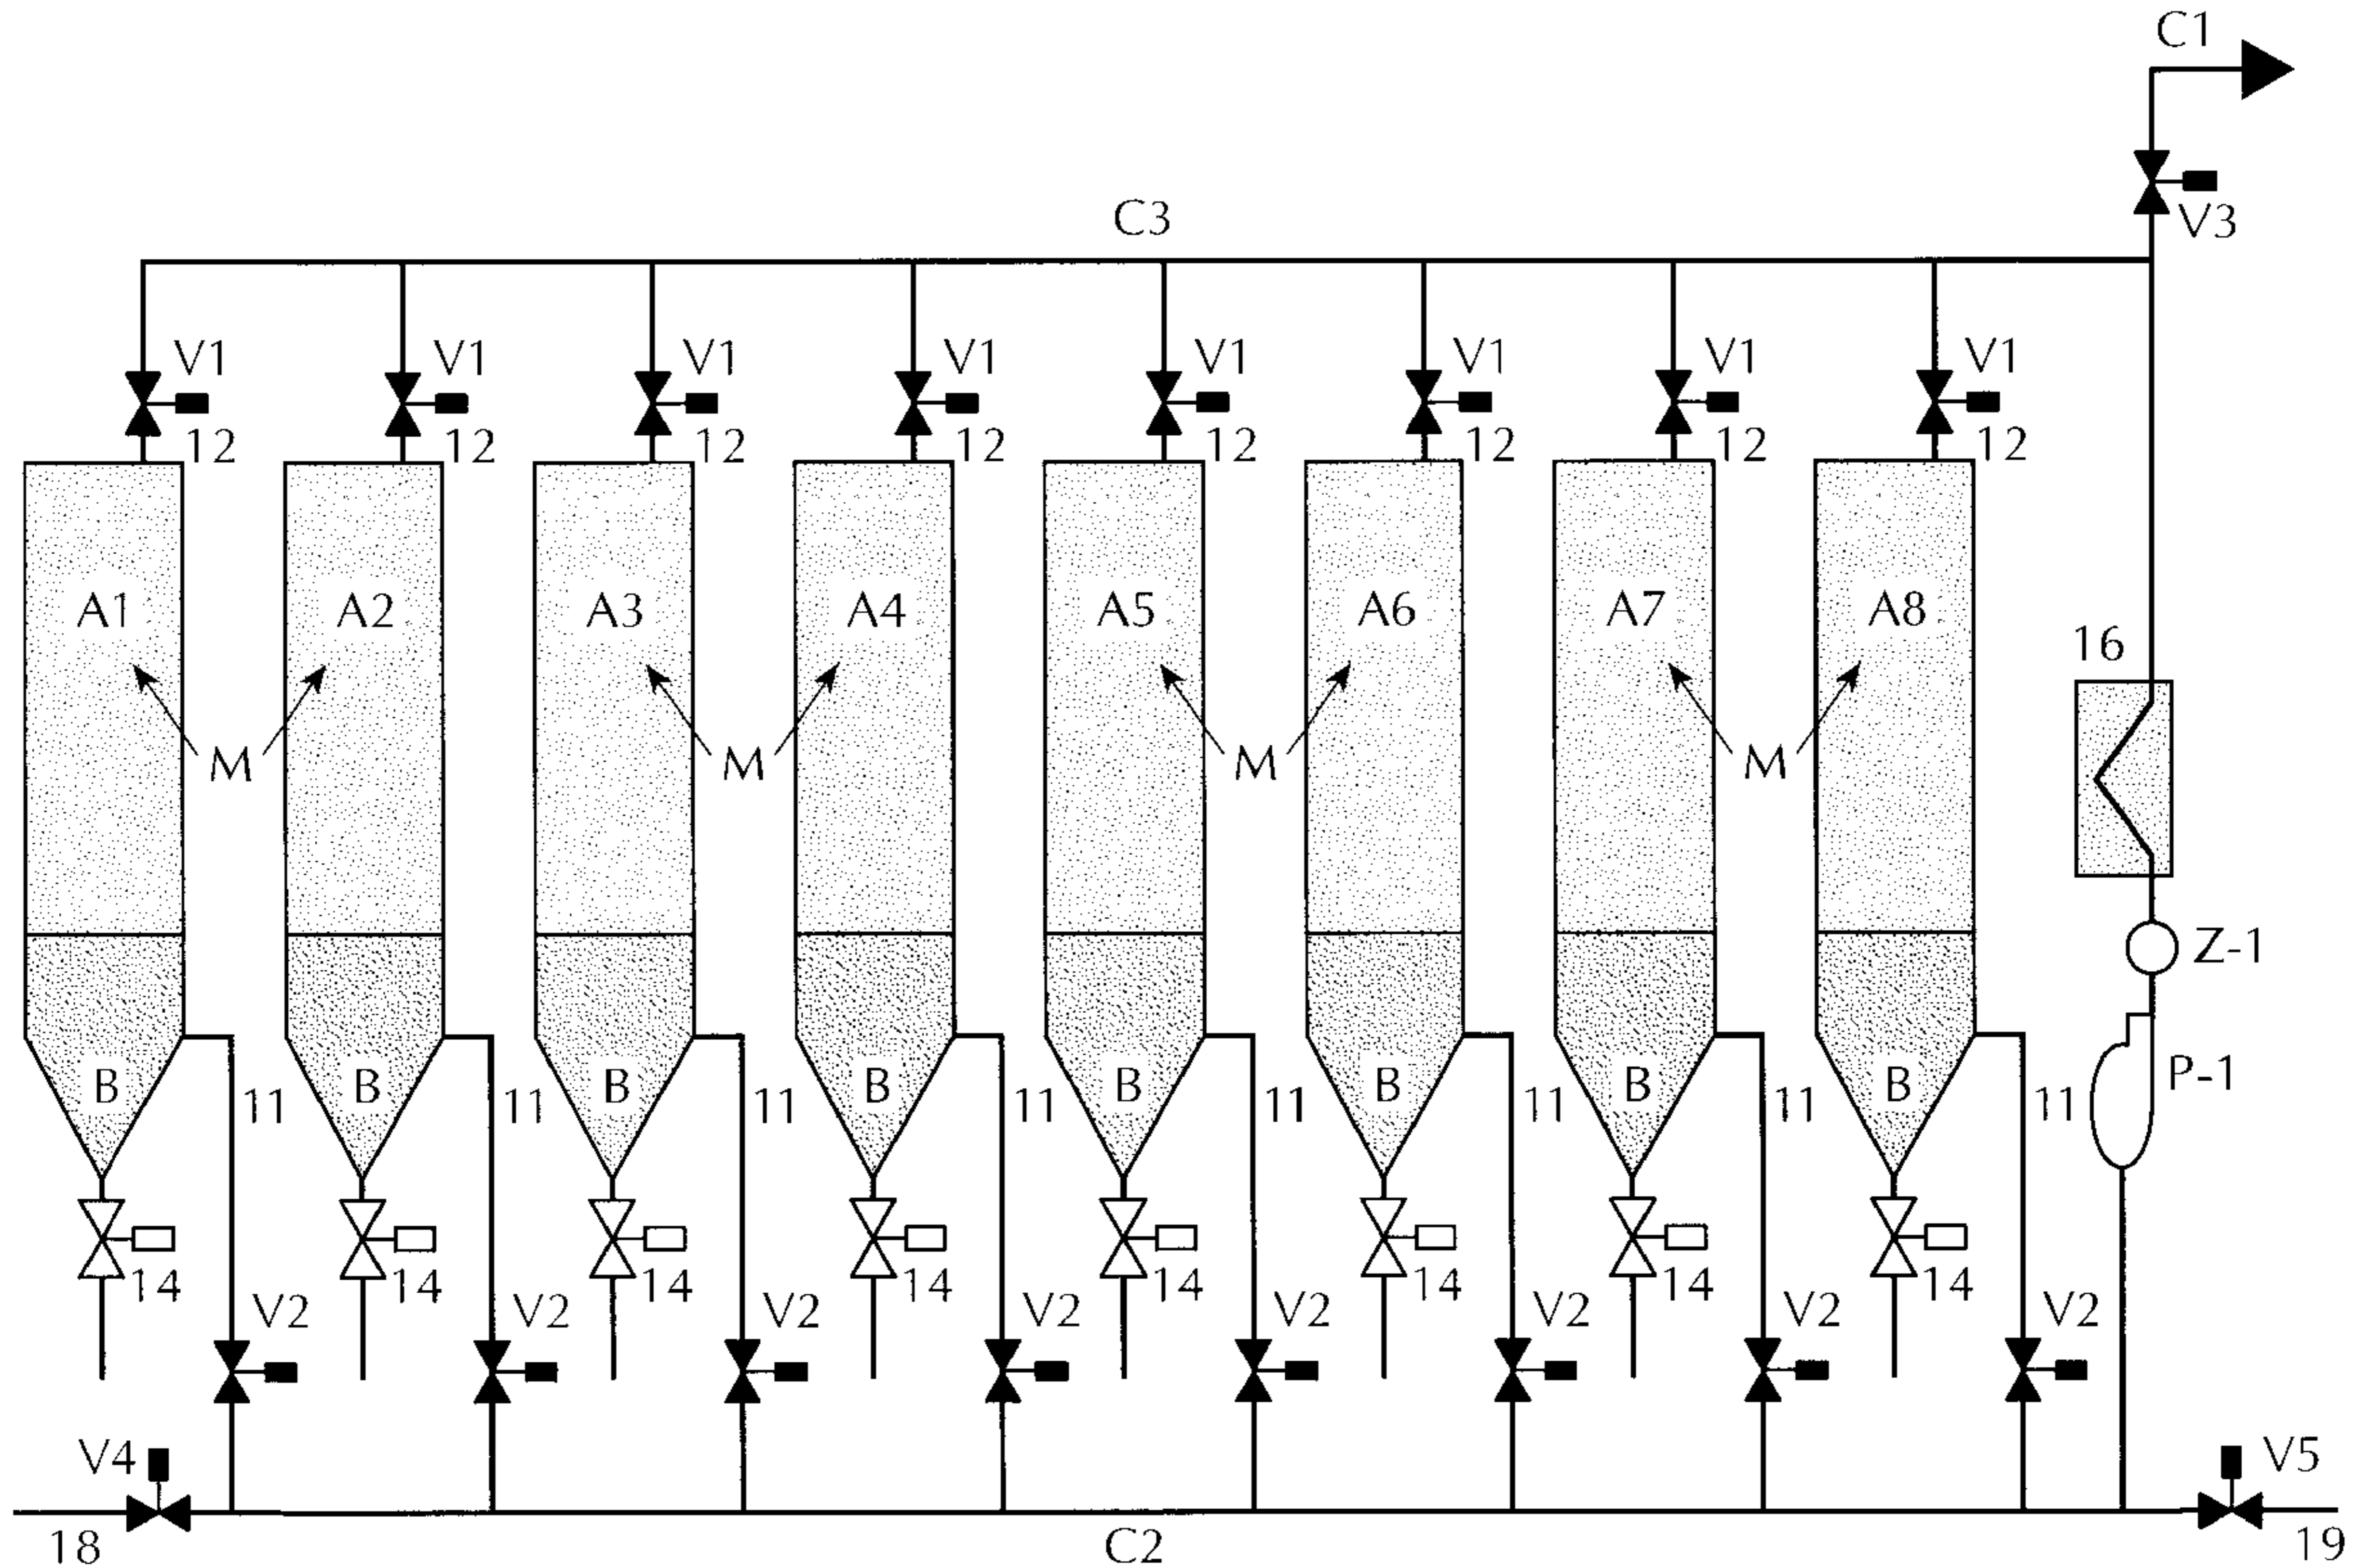 C1
V3
C3
V1 V1 V1 V1 V1 V1 V1 V1
12 12 12 12 12 12 12 12
A1 A2 A3 A4 A5 A6 A7 A8
16
M M M M
Z-1
P-1
B B B B B B B B
11 11 11 11 11 11 11 11
14 14 14 14 14 14 14 14
V2 V2 V2 V2 V2 V2 V2 V2
V4 V5
18 C2 19